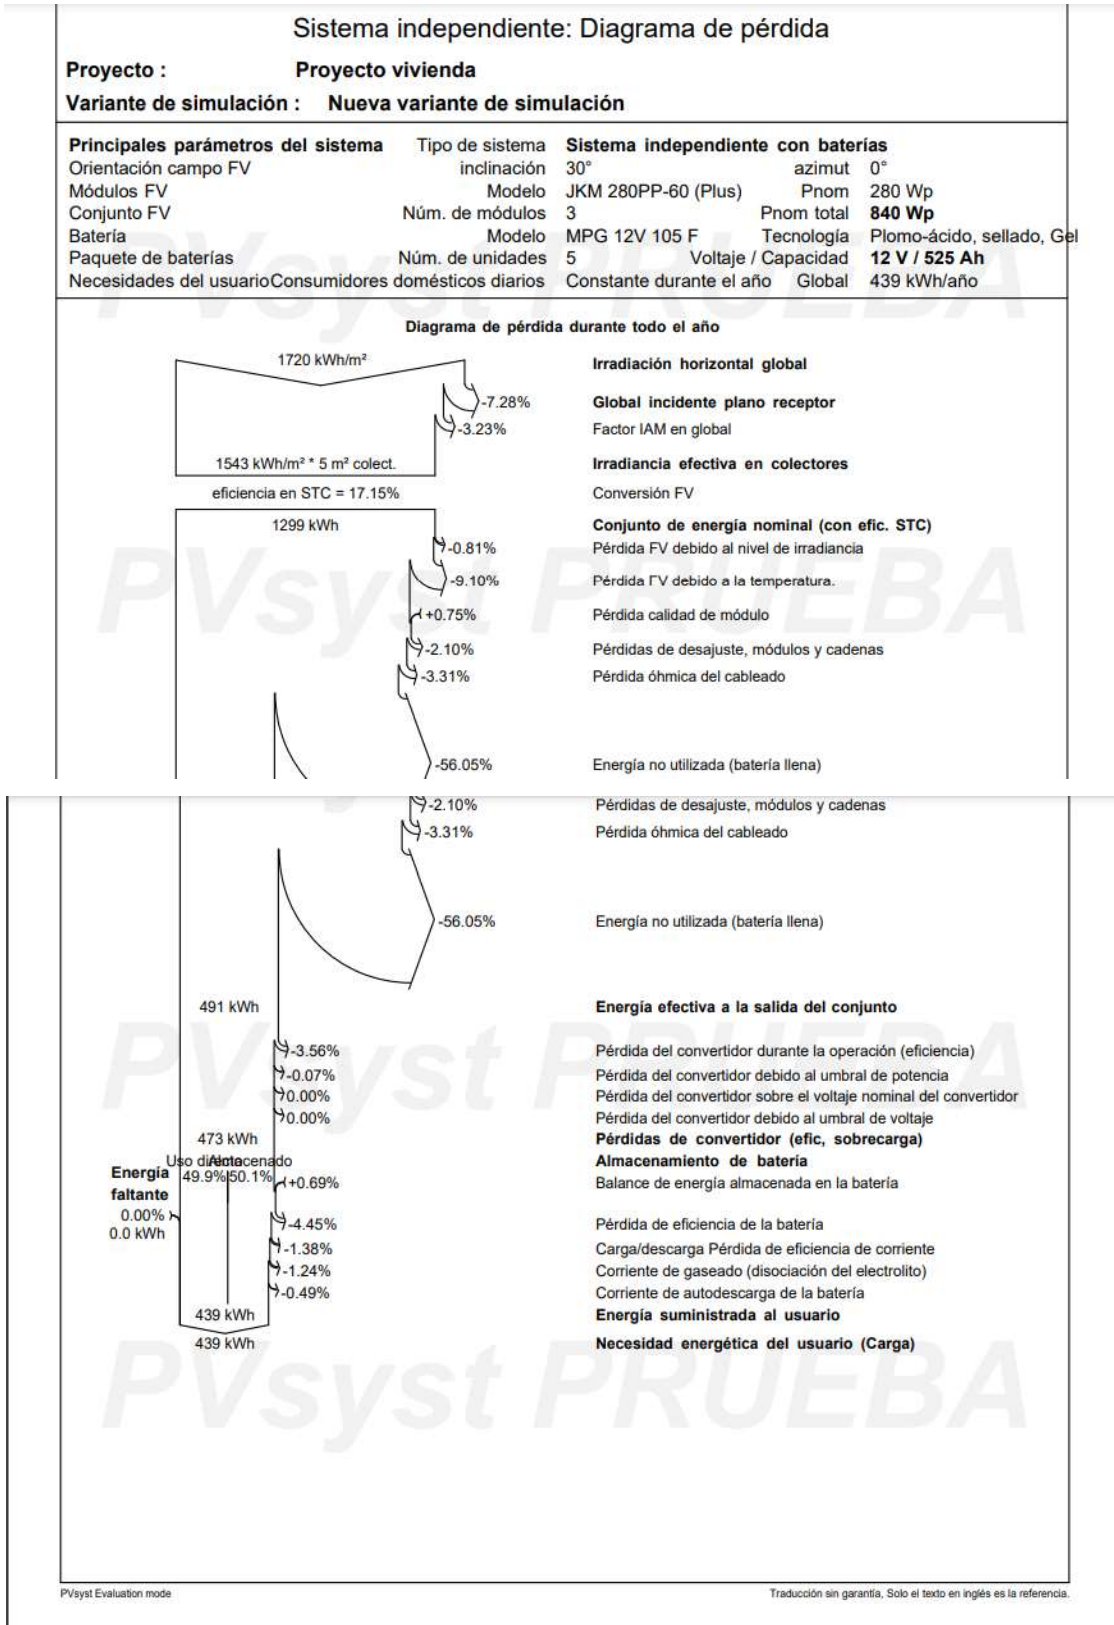 Sistema independiente: Diagrama de pérdida
Proyecto : Proyecto vivienda
Variante de simulación : Nueva variante de simulación
Principales parámetros del sistema Tipo de sistema Sistema independiente con baterías
Orientación campo FV inclinación 30° azimut 0°
Módulos FV Modelo JKM 280PP-60 (Plus) Pnom 280 Wp
Conjunto FV Núm. de módulos 3 Pnom total 840 Wp
Batería Modelo MPG 12V 105 F Tecnología Plomo-ácido, sellado, Gel
Paquete de baterías Núm. de unidades 5 Voltaje / Capacidad 12 V / 525 Ah
Necesidades del usuario Consumidores domésticos diarios Constante durante el año Global 439 kWh/año
PVsyst PRUEBA
Diagrama de pérdida durante todo el año
1720 kWh/m² Irradiación horizontal global
-7.28% Global incidente plano receptor
-3.23% Factor IAM en global
1543 kWh/m² * 5 m² colect. Irradiancia efectiva en colectores
eficiencia en STC = 17.15% Conversión FV
1299 kWh Conjunto de energía nominal (con efic. STC)
-0.81% Pérdida FV debido al nivel de irradiancia
-9.10% Pérdida FV debido a la temperatura.
PVsyst PRUEBA
+0.75% Pérdida calidad de módulo
-2.10% Pérdidas de desajuste, módulos y cadenas
-3.31% Pérdida óhmica del cableado
-56.05% Energía no utilizada (batería llena)
-2.10% Pérdidas de desajuste, módulos y cadenas
-3.31% Pérdida óhmica del cableado
-56.05% Energía no utilizada (batería llena)
491 kWh Energía efectiva a la salida del conjunto
-3.56% Pérdida del convertidor durante la operación (eficiencia)
-0.07% Pérdida del convertidor debido al umbral de potencia
PVsyst PRUEBA
0.00% Pérdida del convertidor sobre el voltaje nominal del convertidor
0.00% Pérdida del convertidor debido al umbral de voltaje
473 kWh Pérdidas de convertidor (efic, sobrecarga)
Uso directo Almacenado Almacenamiento de batería
Energía faltante 49.9% 50.1% +0.69% Balance de energía almacenada en la batería
0.00% -4.45% Pérdida de eficiencia de la batería
0.0 kWh
-1.38% Carga/descarga Pérdida de eficiencia de corriente
-1.24% Corriente de gaseado (disociación del electrolito)
-0.49% Corriente de autodescarga de la batería
439 kWh Energía suministrada al usuario
439 kWh Necesidad energética del usuario (Carga)
PVsyst PRUEBA
PVsyst Evaluation mode Traducción sin garantía, Solo el texto en inglés es la referencia.